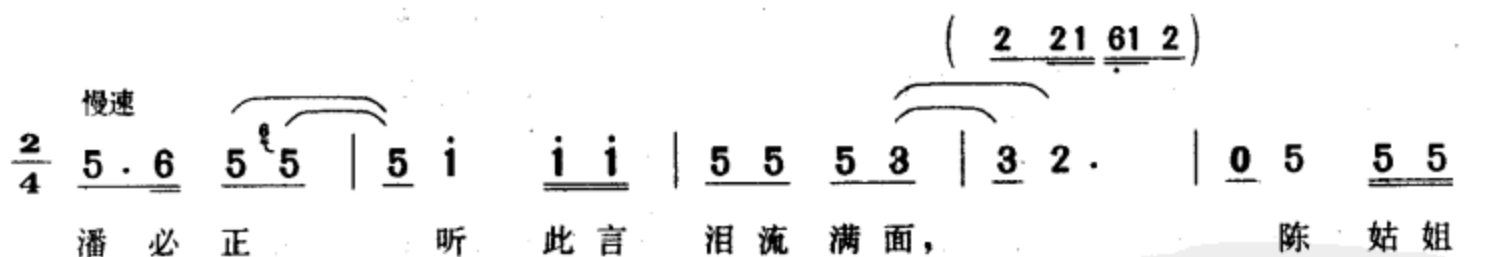 ( 2 21 61 2 )
慢速
2/4 5 . 6 5 6 5 | 5 i i i | 5 5 5 3 | 3 2 . | 0 5 5 5
潘必正 听此言 泪流满面， 陈姑姐